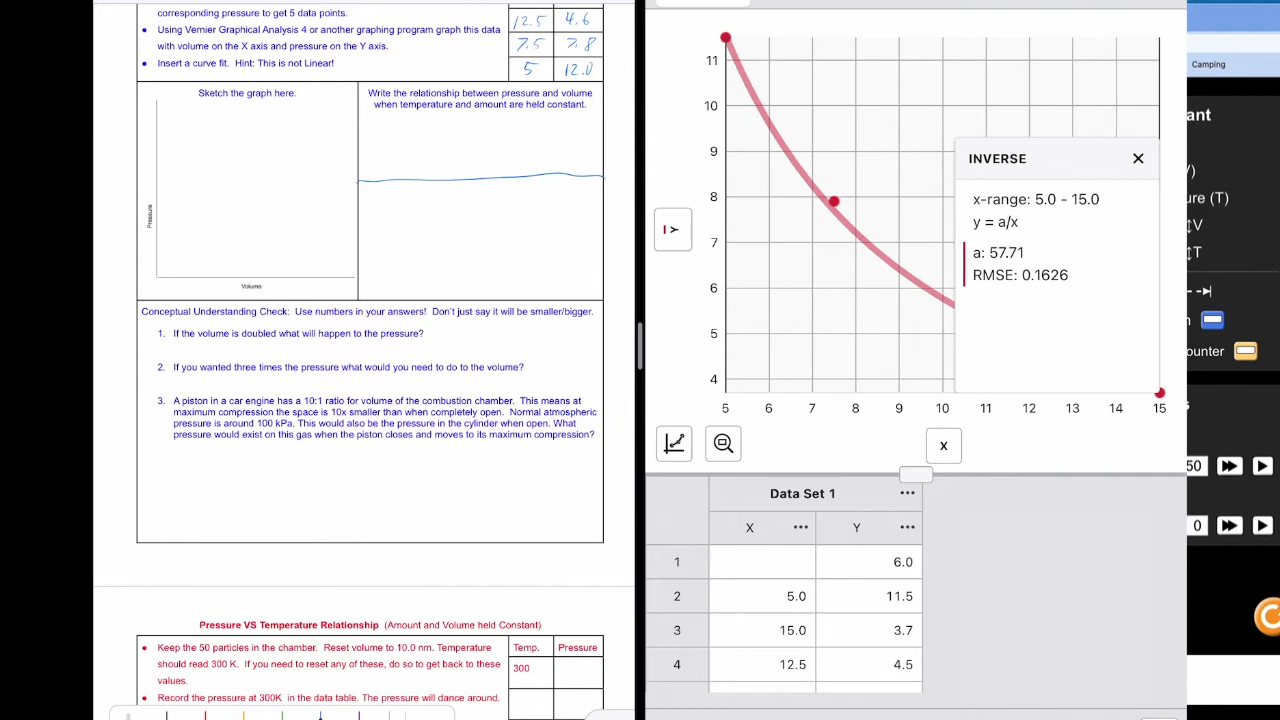 corresponding pressure to get 5 data points.
• Using Vernier Graphical Analysis 4 or another graphing program graph this data
with volume on the X axis and pressure on the Y axis.
• Insert a curve fit. Hint: This is not Linear!
12.5 4.6
7.5 7.8
5 12.0
Sketch the graph here.
Pressure
Volume
Write the relationship between pressure and volume
when temperature and amount are held constant.
Conceptual Understanding Check: Use numbers in your answers! Don't just say it will be smaller/bigger.
1. If the volume is doubled what will happen to the pressure?
2. If you wanted three times the pressure what would you need to do to the volume?
3. A piston in a car engine has a 10:1 ratio for volume of the combustion chamber. This means at
maximum compression the space is 10x smaller than when completely open. Normal atmospheric
pressure is around 100 kPa. This would also be the pressure in the cylinder when open. What
pressure would exist on this gas when the piston closes and moves to its maximum compression?
Pressure VS Temperature Relationship (Amount and Volume held Constant)
• Keep the 50 particles in the chamber. Reset volume to 10.0 nm. Temperature
should read 300 K. If you need to reset any of these, do so to get back to these
values.
• Record the pressure at 300K in the data table. The pressure will dance around.
Temp. Pressure
300
11
10
9
8
7
6
5
4
Y
5 6 7 8 9 10 11 12 13 14 15
X
INVERSE
x-range: 5.0 - 15.0
y = a/x
a: 57.71
RMSE: 0.1626
Data Set 1 •••
X ••• Y •••
1 6.0
2 5.0 11.5
3 15.0 3.7
4 12.5 4.5
Camping
ant
/)
ure (T)
↕V
↕T
n
ounter
s
50
0